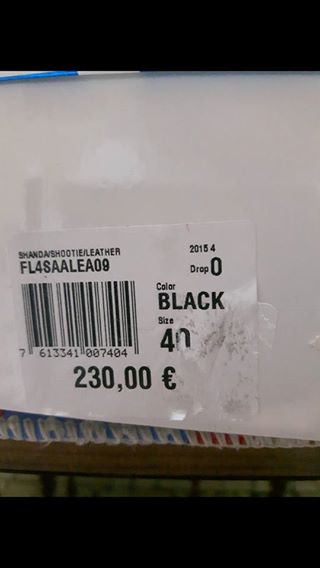 SHANDA/SHOOTIE/LEATHER
FL4SAALEA09
2015 4
Drop 0
Color
BLACK
Size
40
7 613341 007404
230,00 €